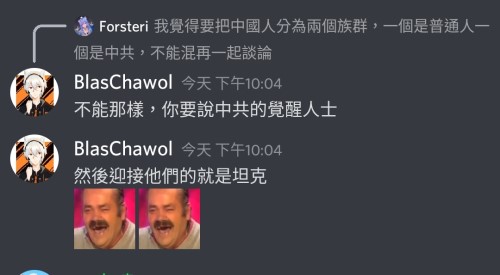 Forsteri 我覺得要把中國人分為兩個族群，一個是普通人一
個是中共，不能混再一起談論
BlasChawol 今天 下午10:04
不能那樣，你要說中共的覺醒人士
BlasChawol 今天 下午10:04
然後迎接他們的就是坦克